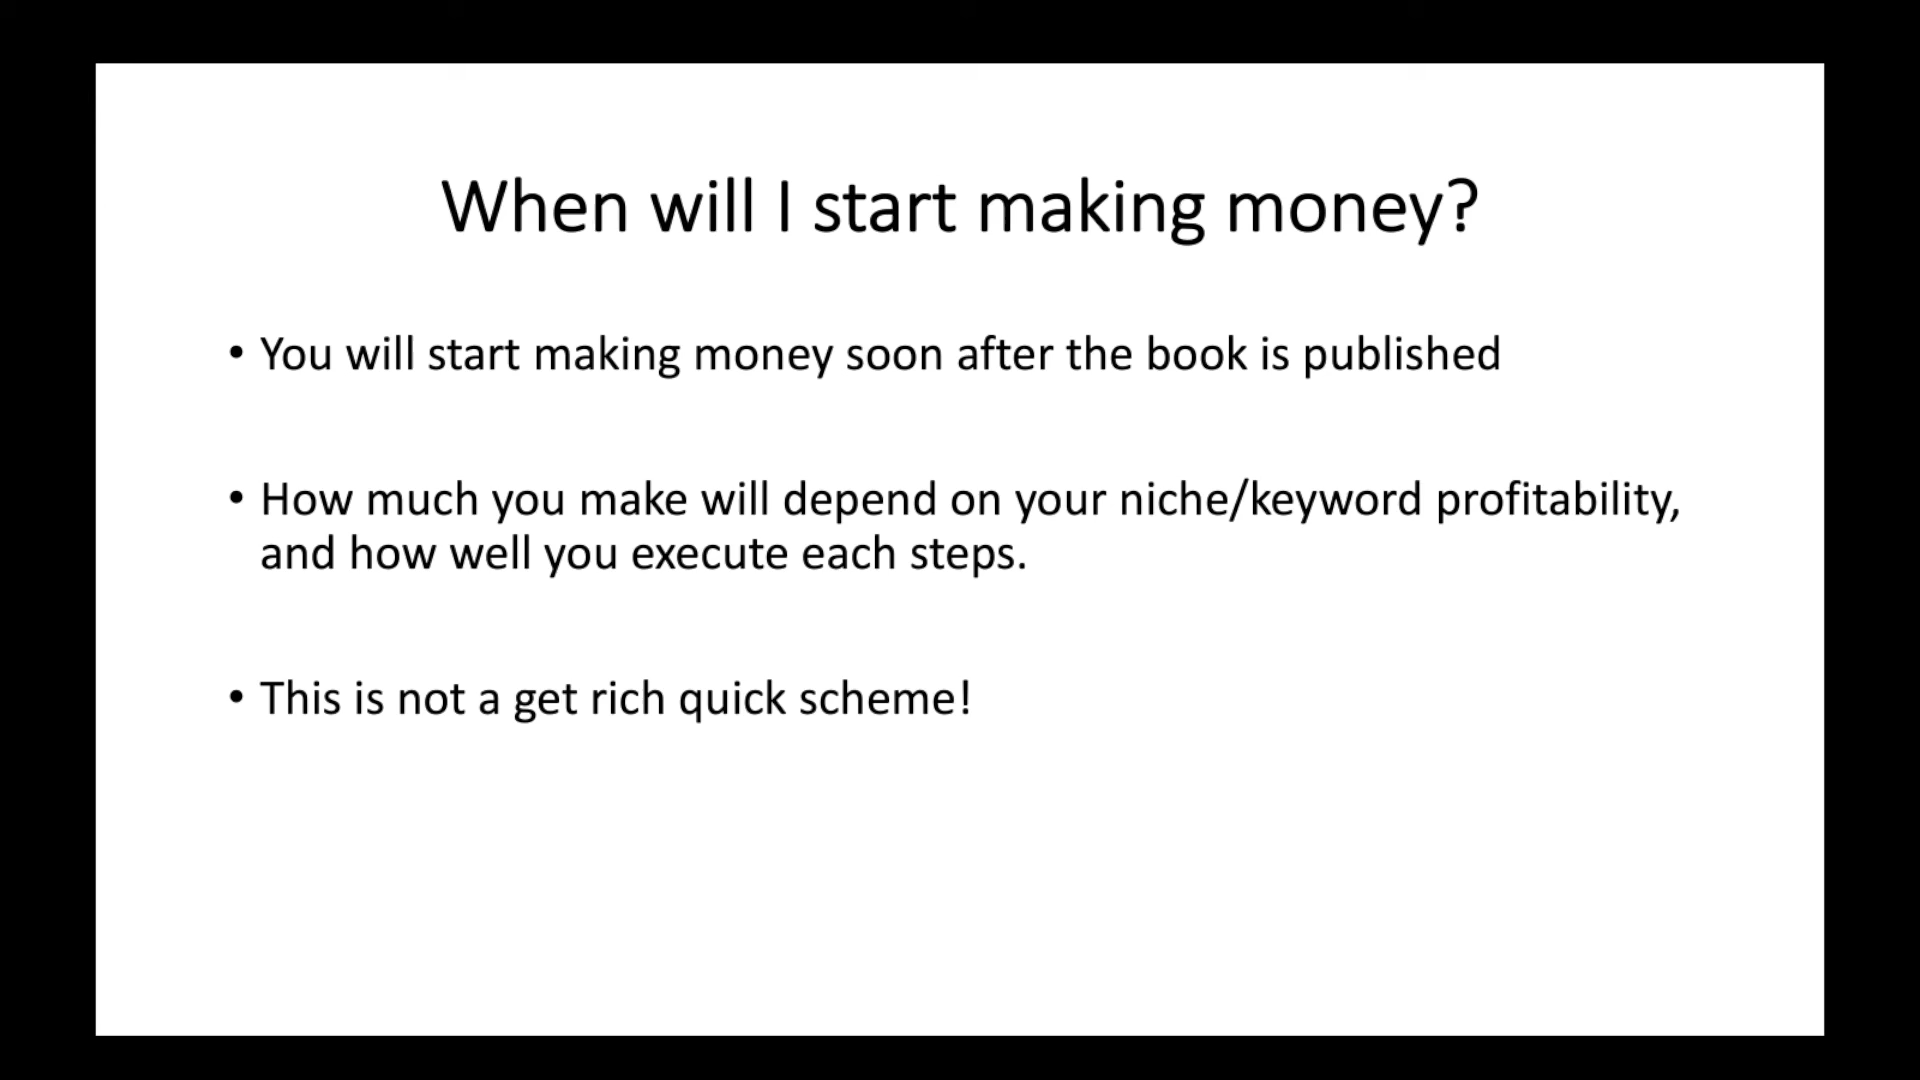 When will I start making money?
• You will start making money soon after the book is published
• How much you make will depend on your niche/keyword profitability,
and how well you execute each steps.
• This is not a get rich quick scheme!